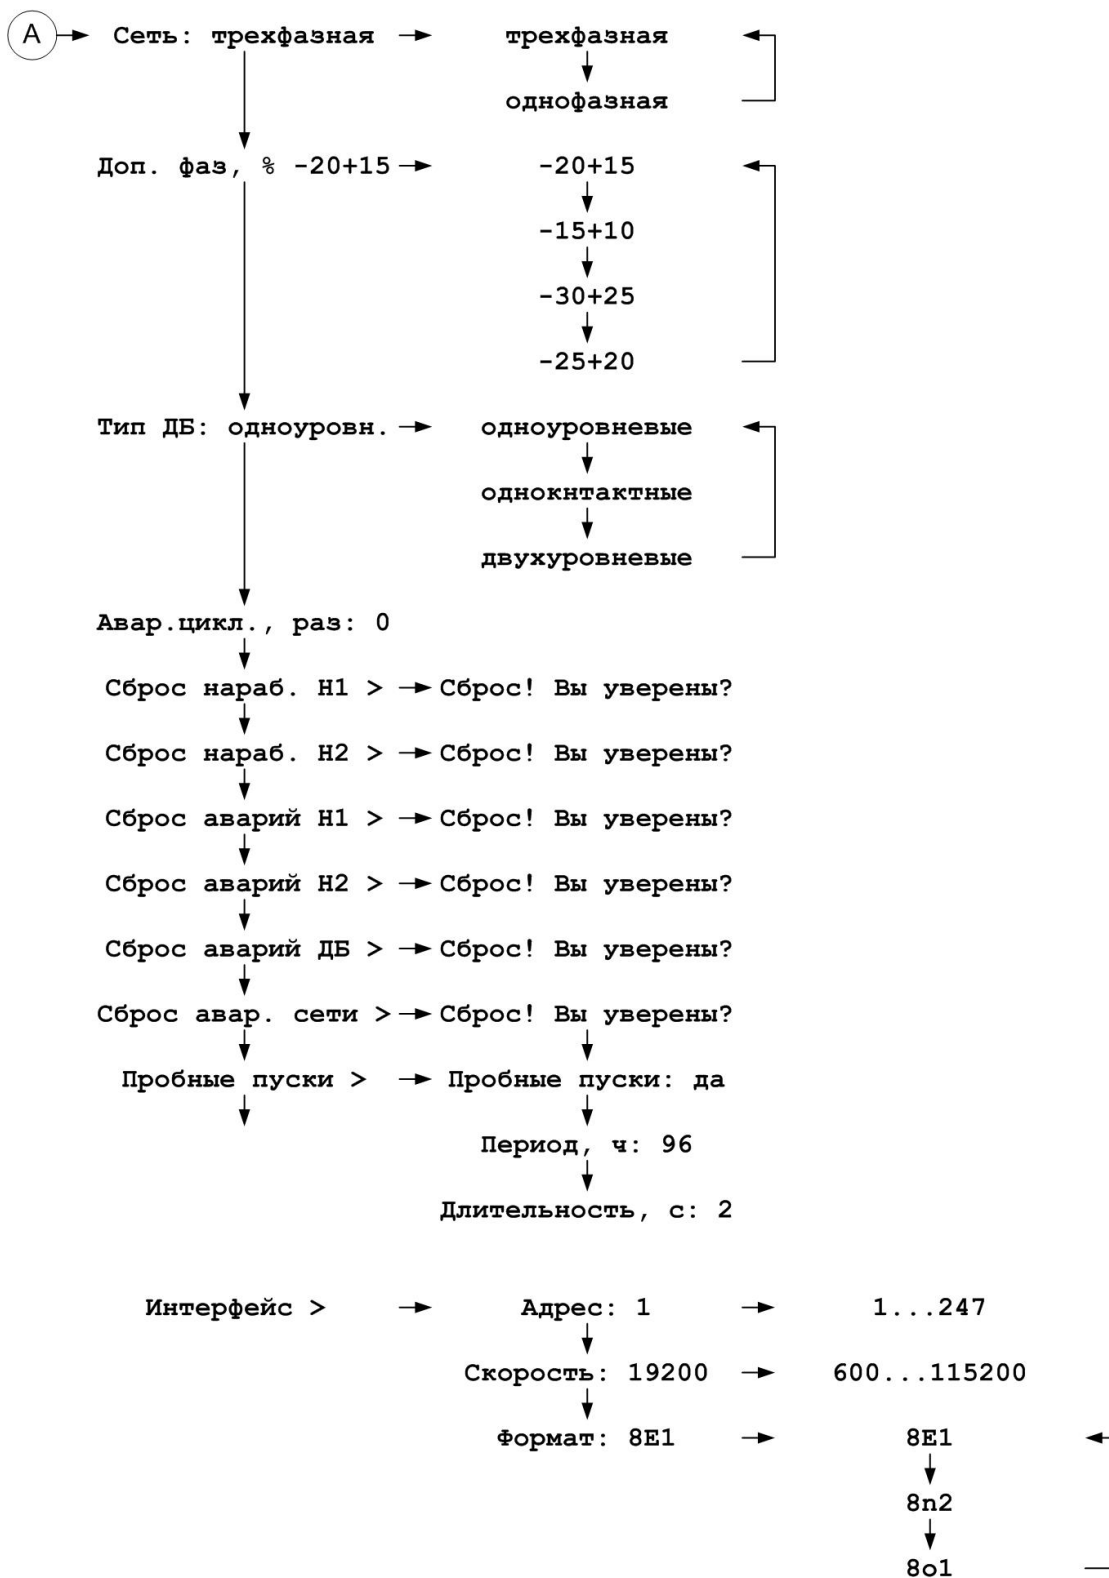 А Сеть: трехфазная трехфазная
однофазная
Доп. фаз, % -20+15 -20+15
-15+10
-30+25
-25+20
Тип ДБ: одноуровн. одноуровневые
однокнтактные
двухуровневые
Авар.цикл., раз: 0
Сброс нараб. Н1 > Сброс! Вы уверены?
Сброс нараб. Н2 > Сброс! Вы уверены?
Сброс аварий Н1 > Сброс! Вы уверены?
Сброс аварий Н2 > Сброс! Вы уверены?
Сброс аварий ДБ > Сброс! Вы уверены?
Сброс авар. сети > Сброс! Вы уверены?
Пробные пуски > Пробные пуски: да
Период, ч: 96
Длительность, с: 2
Интерфейс > Адрес: 1 1...247
Скорость: 19200 600...115200
Формат: 8E1 8E1
8n2
8o1